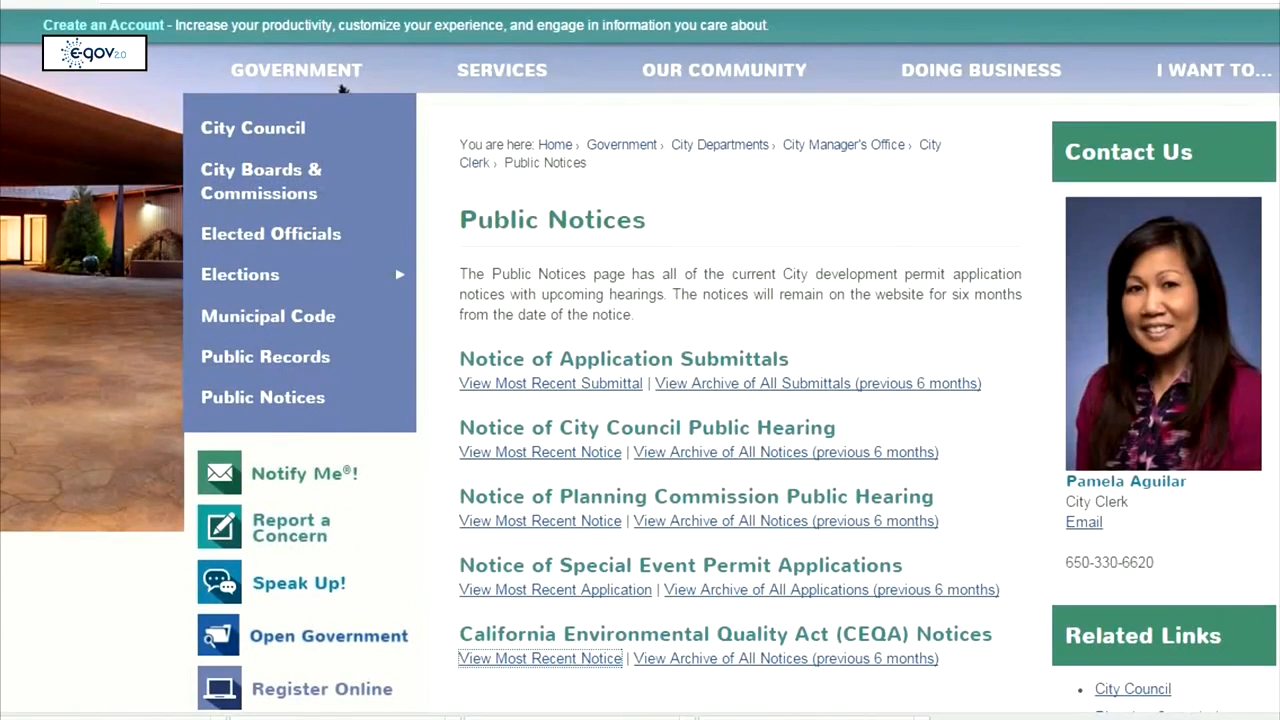 Create an Account - Increase your productivity, customize your experience, and engage in information you care about.
e-gov 2.0
GOVERNMENT SERVICES OUR COMMUNITY DOING BUSINESS I WANT TO...
City Council
City Boards &
Commissions
Elected Officials
Elections
Municipal Code
Public Records
Public Notices
Notify Me®!
Report a
Concern
Speak Up!
Open Government
Register Online
You are here: Home › Government › City Departments › City Manager's Office › City
Clerk › Public Notices
Public Notices
The Public Notices page has all of the current City development permit application
notices with upcoming hearings. The notices will remain on the website for six months
from the date of the notice.
Notice of Application Submittals
View Most Recent Submittal | View Archive of All Submittals (previous 6 months)
Notice of City Council Public Hearing
View Most Recent Notice | View Archive of All Notices (previous 6 months)
Notice of Planning Commission Public Hearing
View Most Recent Notice | View Archive of All Notices (previous 6 months)
Notice of Special Event Permit Applications
View Most Recent Application | View Archive of All Applications (previous 6 months)
California Environmental Quality Act (CEQA) Notices
View Most Recent Notice | View Archive of All Notices (previous 6 months)
Contact Us
Pamela Aguilar
City Clerk
Email
650-330-6620
Related Links
• City Council